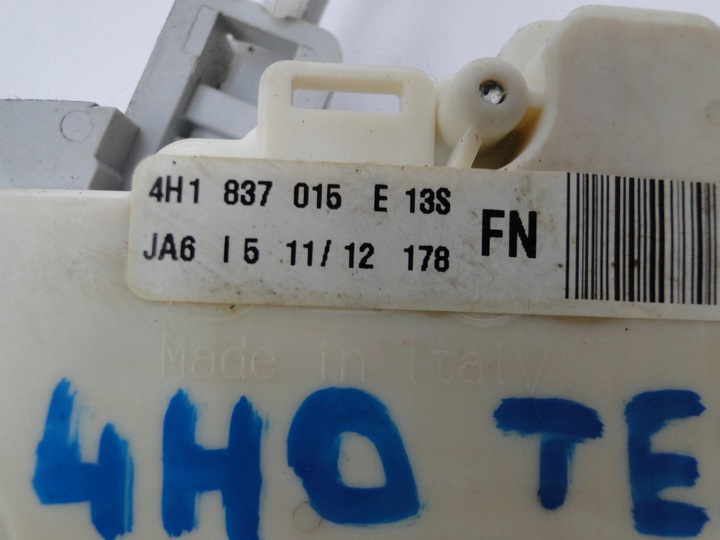 4H1 837 015 E 13S
JA6 I 5 11/12 178
FN
Made in Italy
4H0 TE